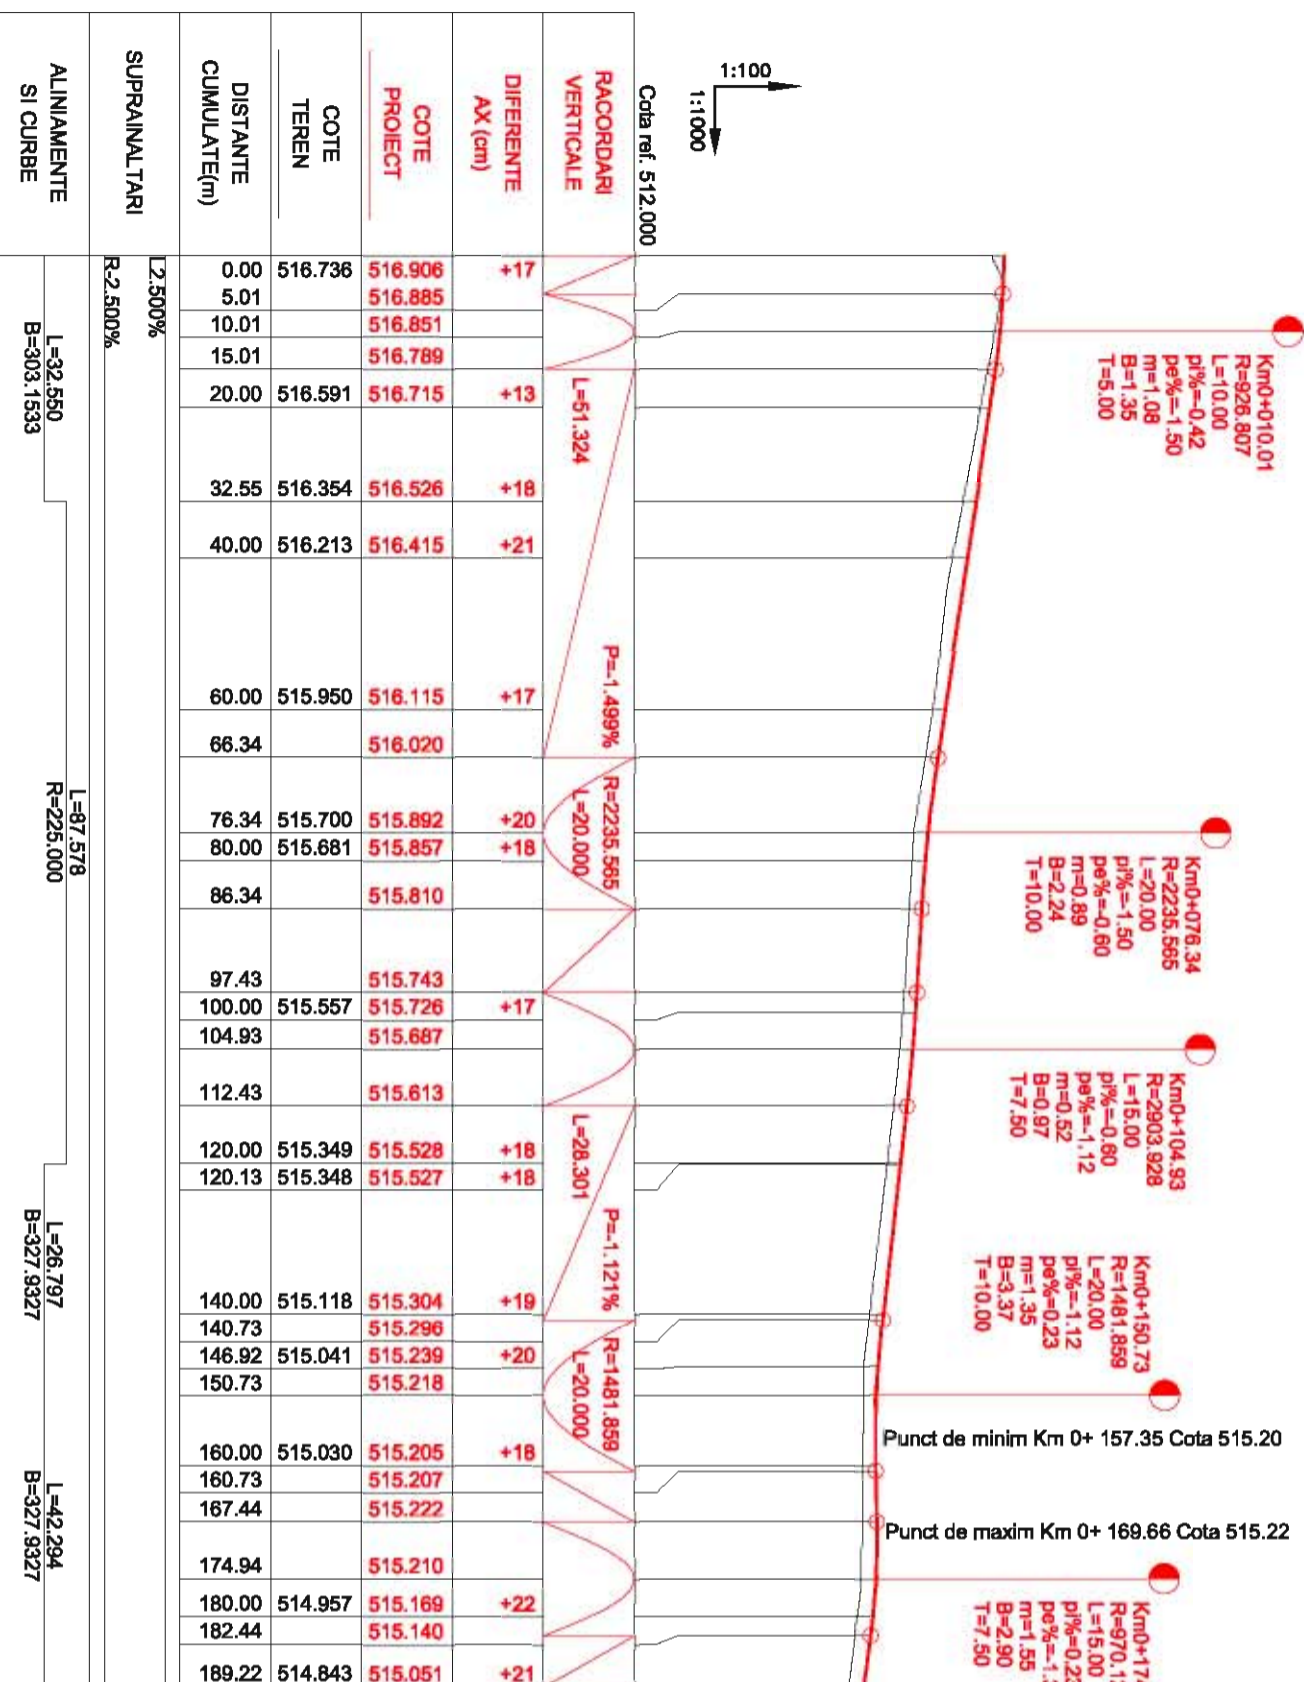 1:100
1:1000
Cota ref. 512.000
RACORDARI
VERTICALE
DIFERENTE
AX (cm)
COTE
PROIECT
COTE
TEREN
DISTANTE
CUMULATE(m)
SUPRAINALTARI
ALINIAMENTE
SI CURBE
Km0+010.01
R=926.807
L=10.00
pi%=-0.42
pe%=-1.50
m=1.08
B=1.35
T=5.00
Km0+076.34
R=2235.565
L=20.00
pi%=-1.50
pe%=-0.60
m=0.89
B=2.24
T=10.00
Km0+104.93
R=2903.928
L=15.00
pi%=-0.60
pe%=-1.12
m=0.52
B=0.97
T=7.50
Km0+150.73
R=1481.859
L=20.00
pi%=-1.12
pe%=0.23
m=1.35
B=3.37
T=10.00
Punct de minim Km 0+ 157.35 Cota 515.20
Punct de maxim Km 0+ 169.66 Cota 515.22
L=15.00
m=1.55
B=2.90
T=7.50
L=51.324
P=-1.499%
R=2235.565
L=20.000
L=28.301
P=-1.121%
R=1481.859
L=20.000
0.00 516.736 516.906 +17
5.01 516.885
10.01 516.851
15.01 516.789
20.00 516.591 516.715 +13
32.55 516.354 516.526 +18
40.00 516.213 516.415 +21
60.00 515.950 516.115 +17
66.34 516.020
76.34 515.700 515.892 +20
80.00 515.681 515.857 +18
86.34 515.810
97.43 515.743
100.00 515.557 515.726 +17
104.93 515.687
112.43 515.613
120.00 515.349 515.528 +18
120.13 515.348 515.527 +18
140.00 515.118 515.304 +19
140.73 515.296
146.92 515.041 515.239 +20
150.73 515.218
160.00 515.030 515.205 +18
160.73 515.207
167.44 515.222
174.94 515.210
180.00 514.957 515.169 +22
182.44 515.140
189.22 514.843 515.051 +21
L2.500%
R-2.500%
L=32.550
B=303.1533
L=87.578
R=225.000
L=26.797
B=327.9327
L=42.294
B=327.9327